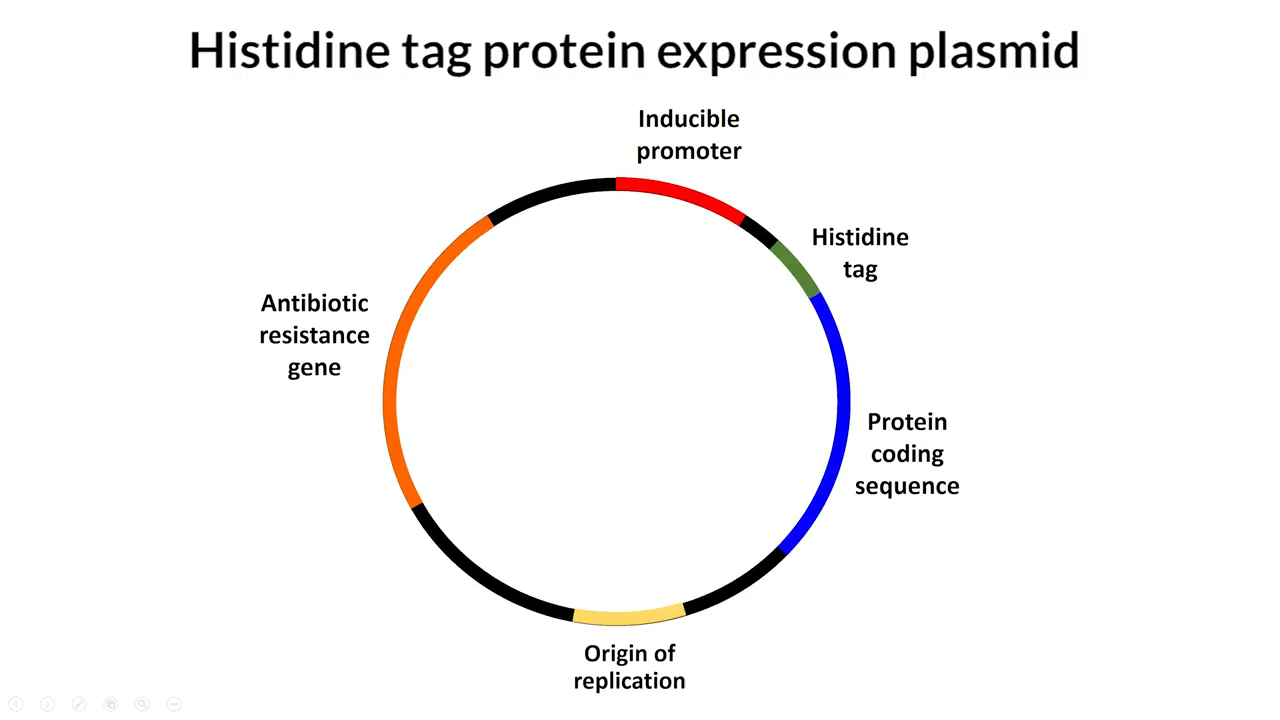 Histidine tag protein expression plasmid
Inducible
promoter
Histidine
tag
Antibiotic
resistance
gene
Protein
coding
sequence
Origin of
replication